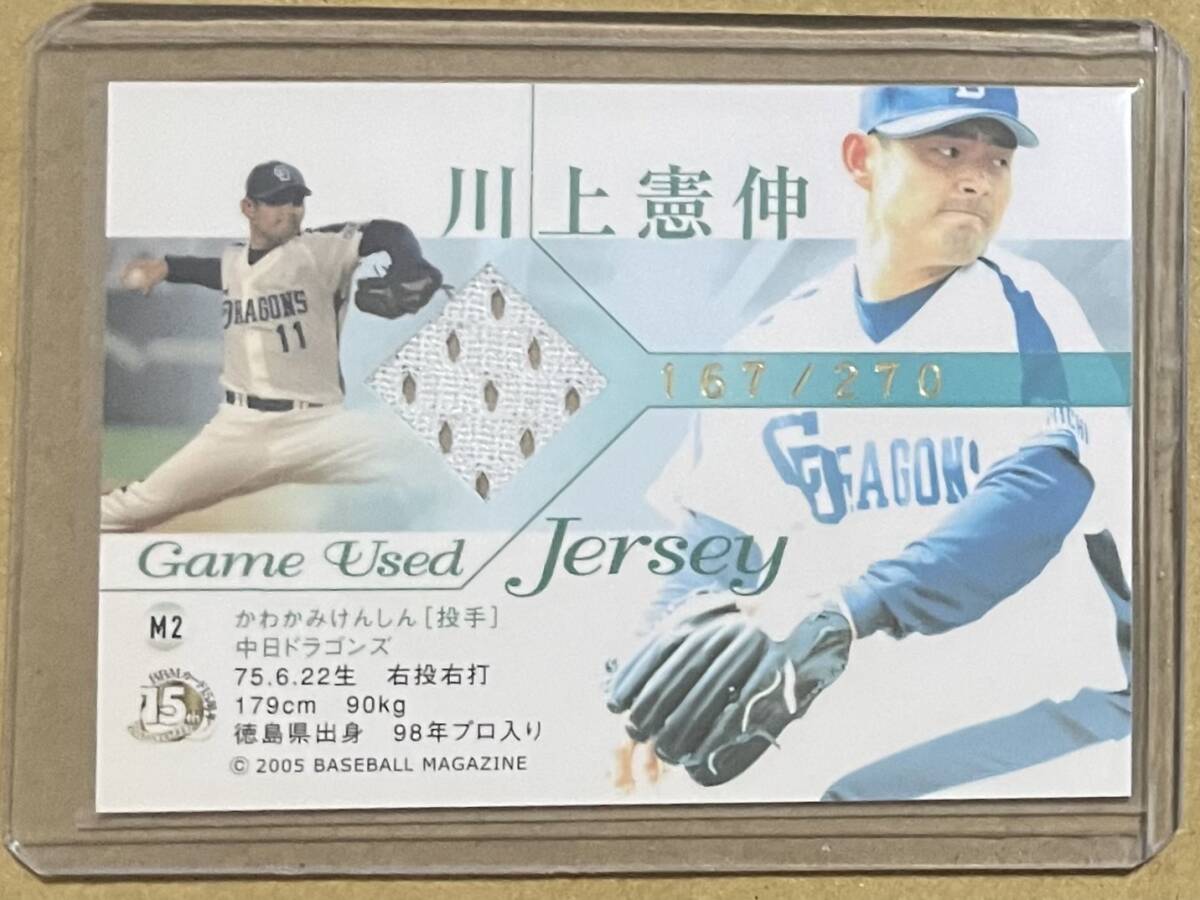 川上憲伸
DRAGONS
11
167/270
DRAGONS
Game Used Jersey
M2
かわかみけんしん[投手]
中日ドラゴンズ
75.6.22生 右投右打
15th
179cm 90kg
徳島県出身 98年プロ入り
© 2005 BASEBALL MAGAZINE